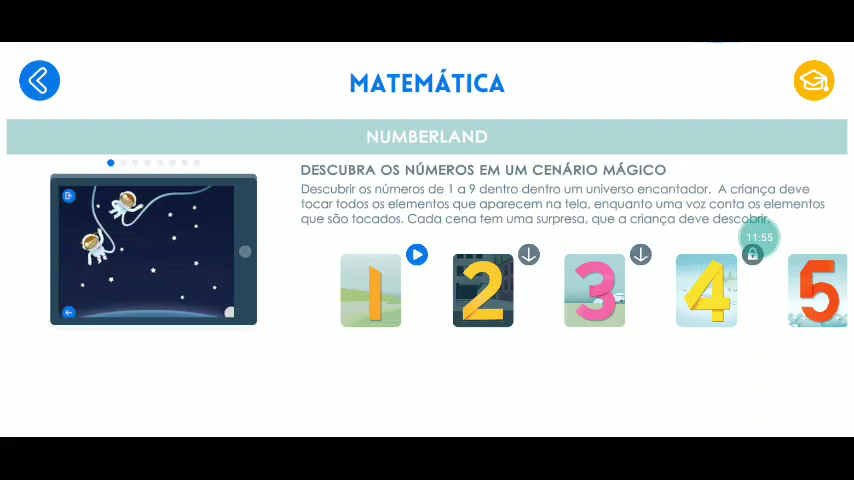 MATEMÁTICA
NUMBERLAND
DESCUBRA OS NÚMEROS EM UM CENÁRIO MÁGICO
Descubrir os números de 1 a 9 dentro dentro um universo encantador. A criança deve
tocar todos os elementos que aparecem na tela, enquanto uma voz conta os elementos
que são tocados. Cada cena tem uma surpresa, que a criança deve descobrir.
11:55
1 2 3 4 5